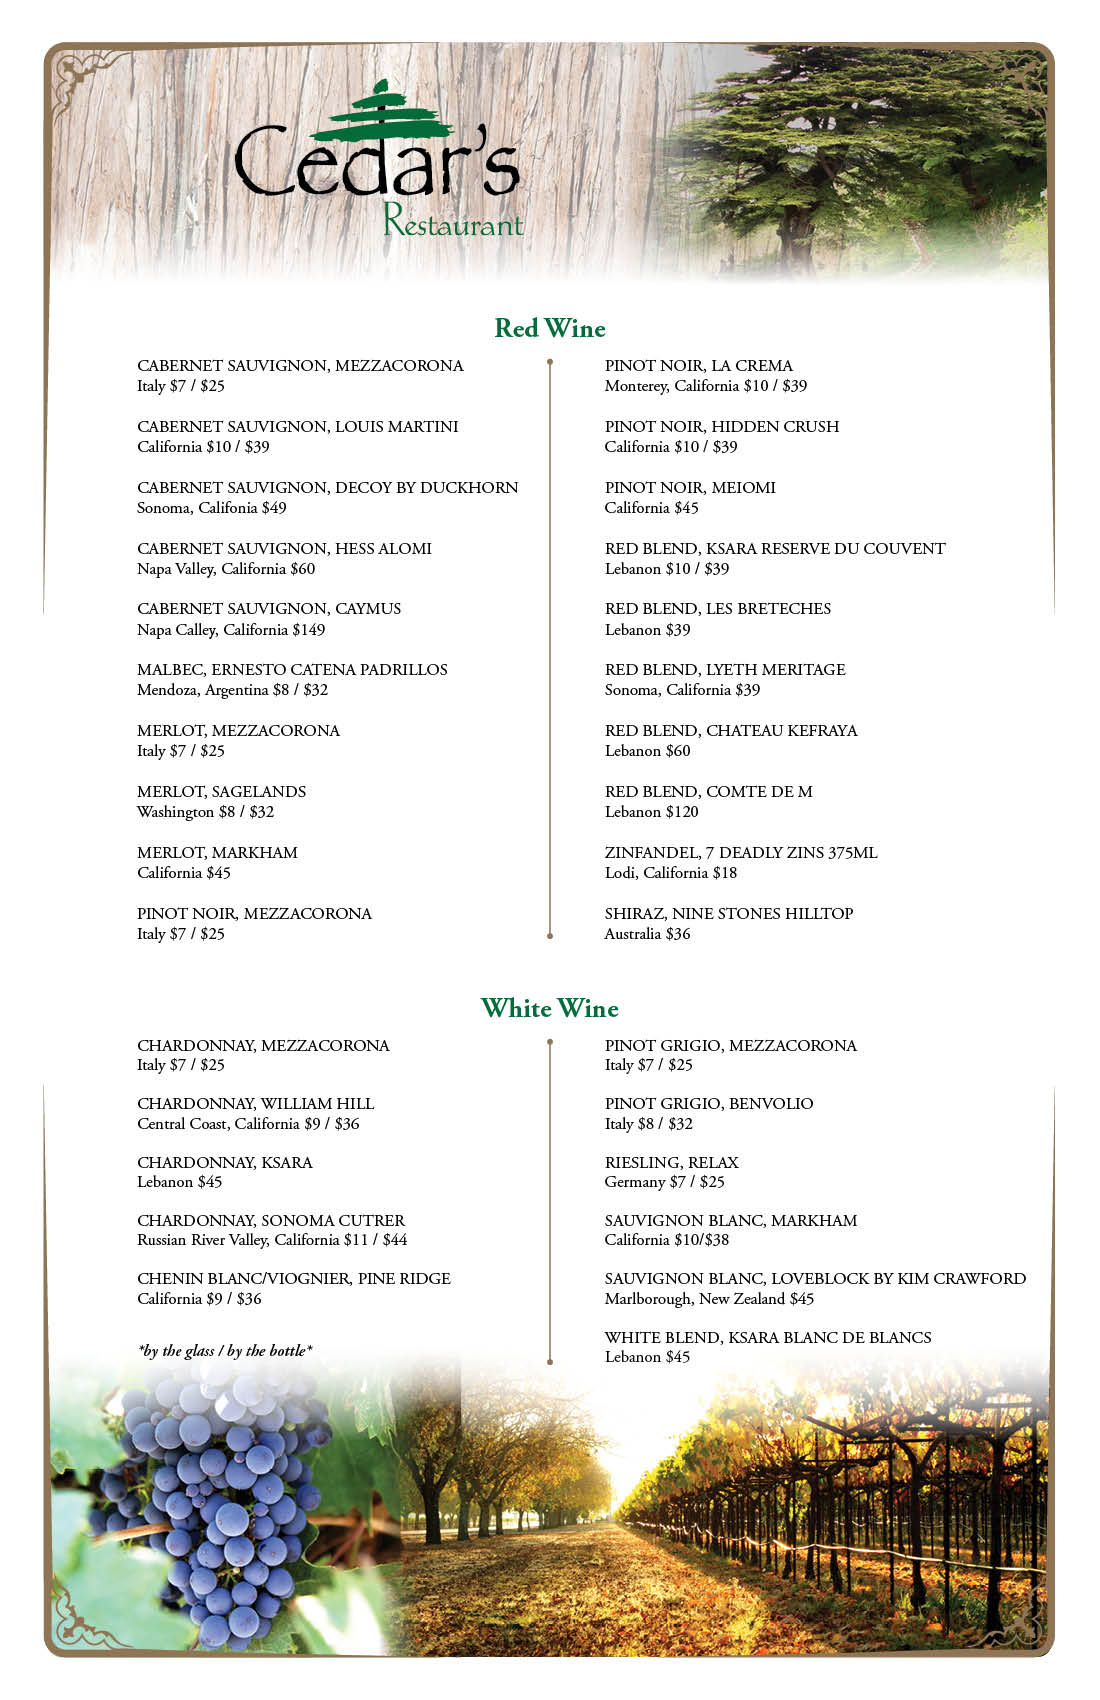 Cedar's
Restaurant
Red Wine
CABERNET SAUVIGNON, MEZZACORONA
Italy $7 / $25
CABERNET SAUVIGNON, LOUIS MARTINI
California $10 / $39
CABERNET SAUVIGNON, DECOY BY DUCKHORN
Sonoma, Califonia $49
CABERNET SAUVIGNON, HESS ALOMI
Napa Valley, California $60
CABERNET SAUVIGNON, CAYMUS
Napa Calley, California $149
MALBEC, ERNESTO CATENA PADRILLOS
Mendoza, Argentina $8 / $32
MERLOT, MEZZACORONA
Italy $7 / $25
MERLOT, SAGELANDS
Washington $8 / $32
MERLOT, MARKHAM
California $45
PINOT NOIR, MEZZACORONA
Italy $7 / $25
PINOT NOIR, LA CREMA
Monterey, California $10 / $39
PINOT NOIR, HIDDEN CRUSH
California $10 / $39
PINOT NOIR, MEIOMI
California $45
RED BLEND, KSARA RESERVE DU COUVENT
Lebanon $10 / $39
RED BLEND, LES BRETECHES
Lebanon $39
RED BLEND, LYETH MERITAGE
Sonoma, California $39
RED BLEND, CHATEAU KEFRAYA
Lebanon $60
RED BLEND, COMTE DE M
Lebanon $120
ZINFANDEL, 7 DEADLY ZINS 375ML
Lodi, California $18
SHIRAZ, NINE STONES HILLTOP
Australia $36
White Wine
CHARDONNAY, MEZZACORONA
Italy $7 / $25
CHARDONNAY, WILLIAM HILL
Central Coast, California $9 / $36
CHARDONNAY, KSARA
Lebanon $45
CHARDONNAY, SONOMA CUTRER
Russian River Valley, California $11 / $44
CHENIN BLANC/VIOGNIER, PINE RIDGE
California $9 / $36
*by the glass / by the bottle*
PINOT GRIGIO, MEZZACORONA
Italy $7 / $25
PINOT GRIGIO, BENVOLIO
Italy $8 / $32
RIESLING, RELAX
Germany $7 / $25
SAUVIGNON BLANC, MARKHAM
California $10/$38
SAUVIGNON BLANC, LOVEBLOCK BY KIM CRAWFORD
Marlborough, New Zealand $45
WHITE BLEND, KSARA BLANC DE BLANCS
Lebanon $45